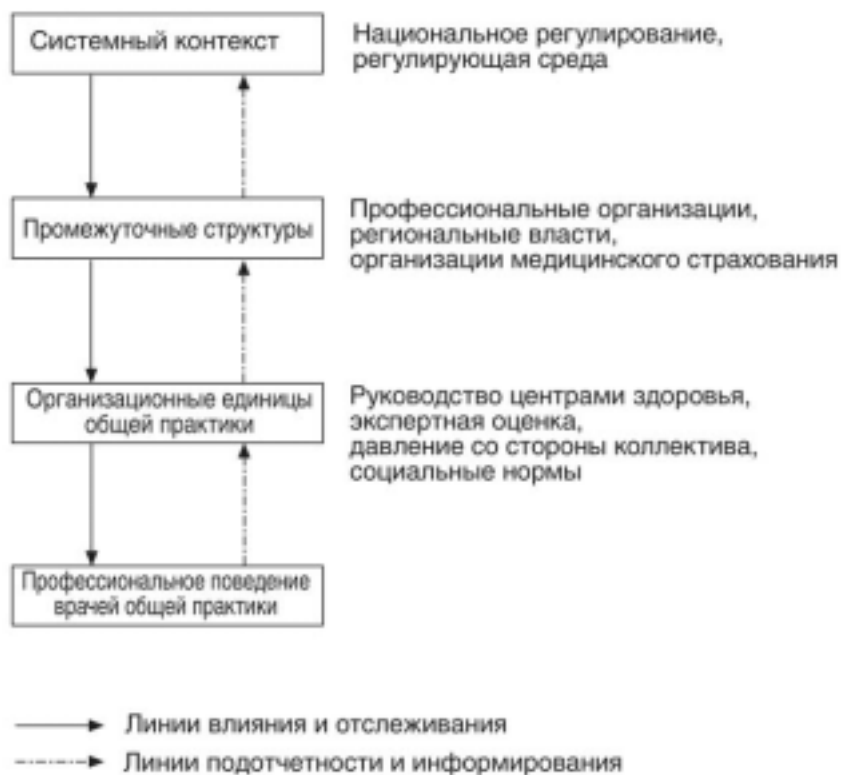 Системный контекст
Национальное регулирование,
регулирующая среда
Промежуточные структуры
Профессиональные организации,
региональные власти,
организации медицинского страхования
Организационные единицы
общей практики
Руководство центрами здоровья,
экспертная оценка,
давление со стороны коллектива,
социальные нормы
Профессиональное поведение
врачей общей практики
Линии влияния и отслеживания
Линии подотчетности и информирования